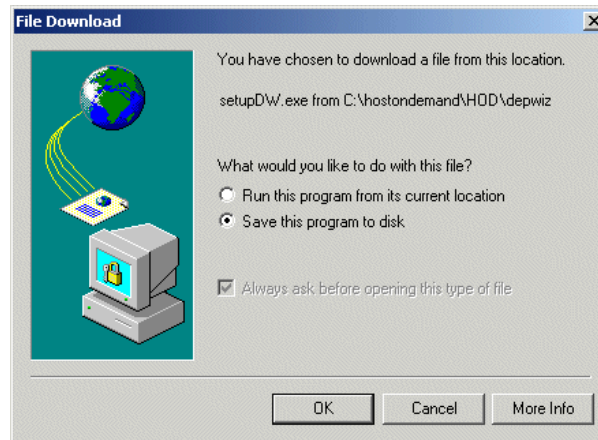 File Download
You have chosen to download a file from this location.
setupDW.exe from C:\hostondemand\HOD\depwiz
What would you like to do with this file?
Run this program from its current location
Save this program to disk
Always ask before opening this type of file
OK Cancel More Info